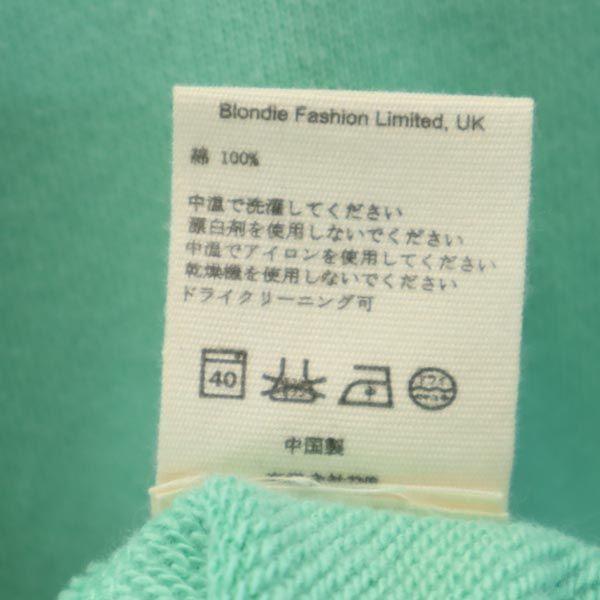 Blondie Fashion Limited, UK
綿 100%
中温で洗濯してください
漂白剤を使用しないでください
中温でアイロンを使用してください
乾燥機を使用しないでください
ドライクリーニング可
40
中国製